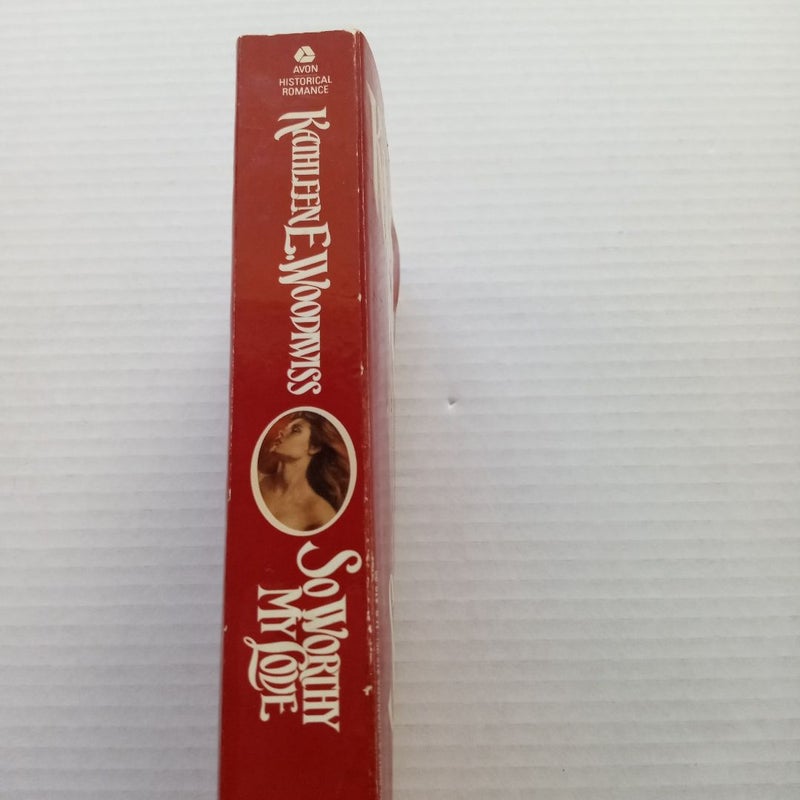 AVON
HISTORICAL
ROMANCE
KATHLEEN E. WOODIWISS
SO WORTHY
MY LOVE